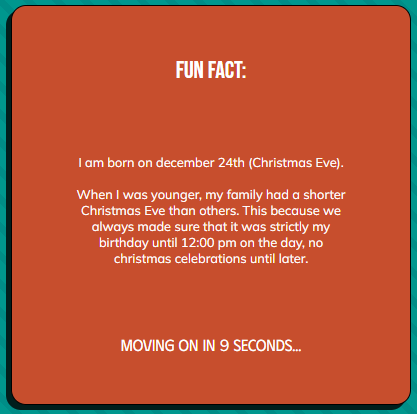 FUN FACT:
I am born on december 24th (Christmas Eve).
When I was younger, my family had a shorter
Christmas Eve than others. This because we
always made sure that it was strictly my
birthday until 12:00 pm on the day, no
christmas celebrations until later.
MOVING ON IN 9 SECONDS...